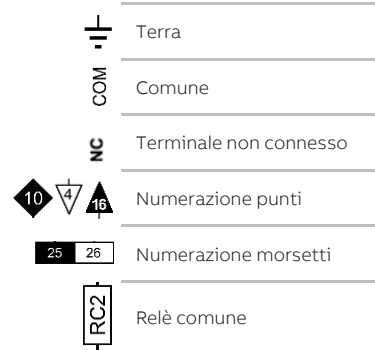 Terra
COM Comune
NC Terminale non connesso
10 4 16 Numerazione punti
25 26 Numerazione morsetti
RC2 Relè comune